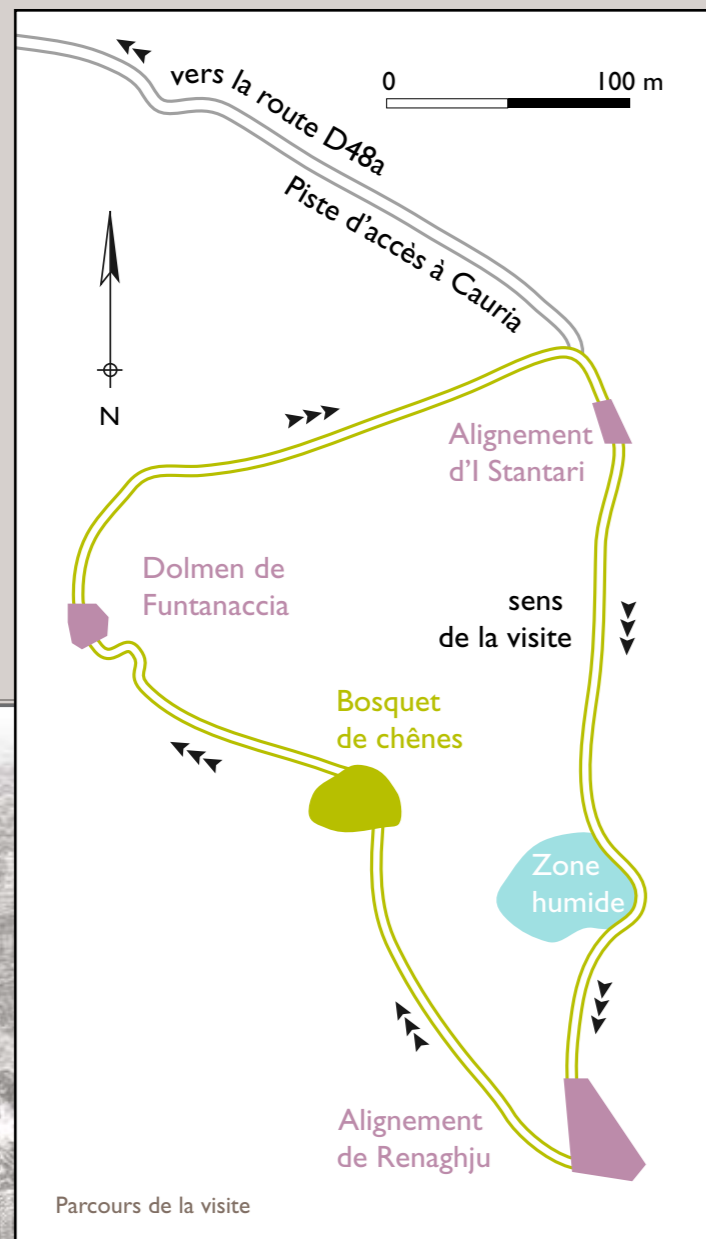 vers la route D48a
0 100 m
Piste d'accès à Cauria
N
Alignement
d'I Stantari
Dolmen de
Funtanaccia
sens
de la visite
Bosquet
de chênes
Zone
humide
Alignement
de Renaghju
Parcours de la visite